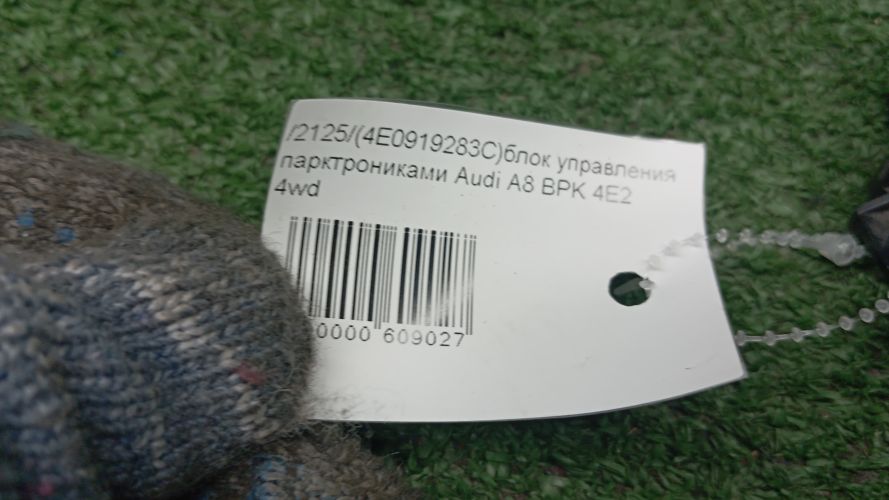 /2125/(4E0919283C)блок управления
парктрониками Audi A8 BPK 4E2
4wd
0000 609027